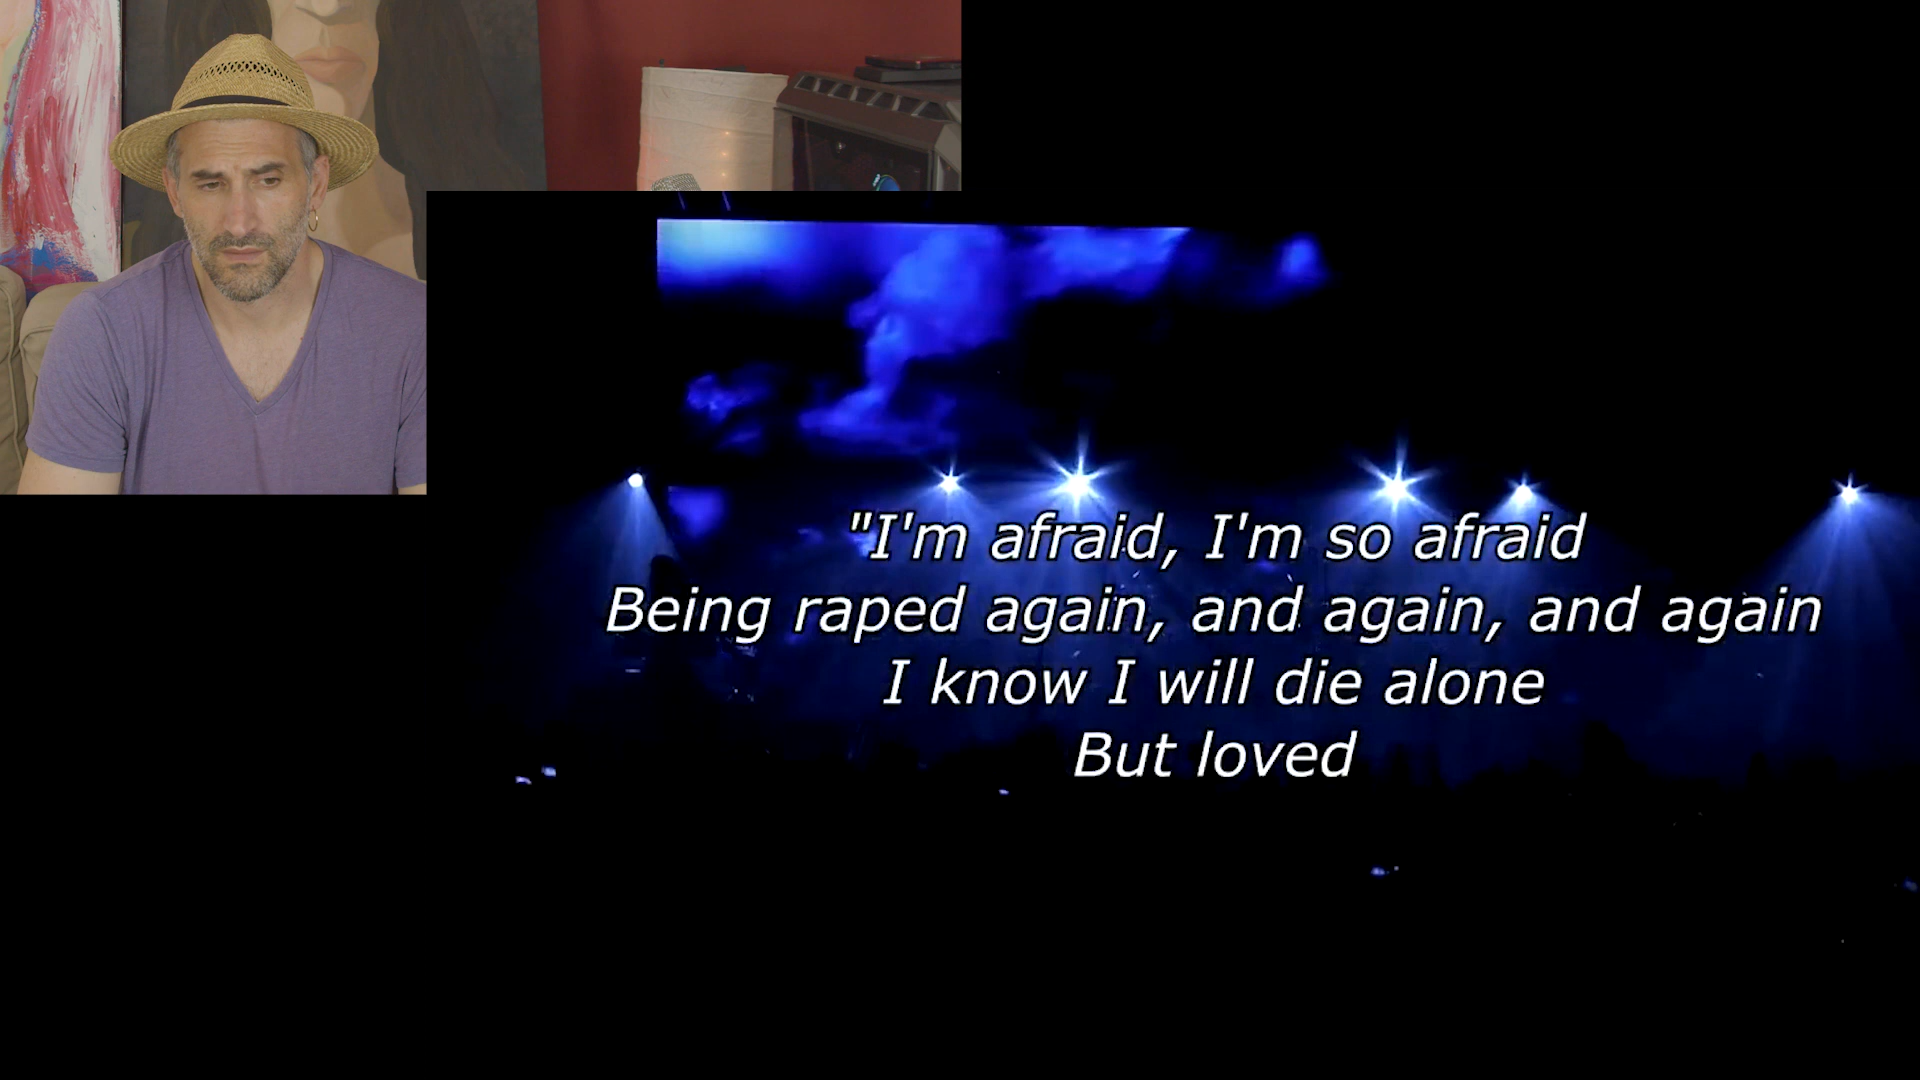 "I'm afraid, I'm so afraid
Being raped again, and again, and again
I know I will die alone
But loved